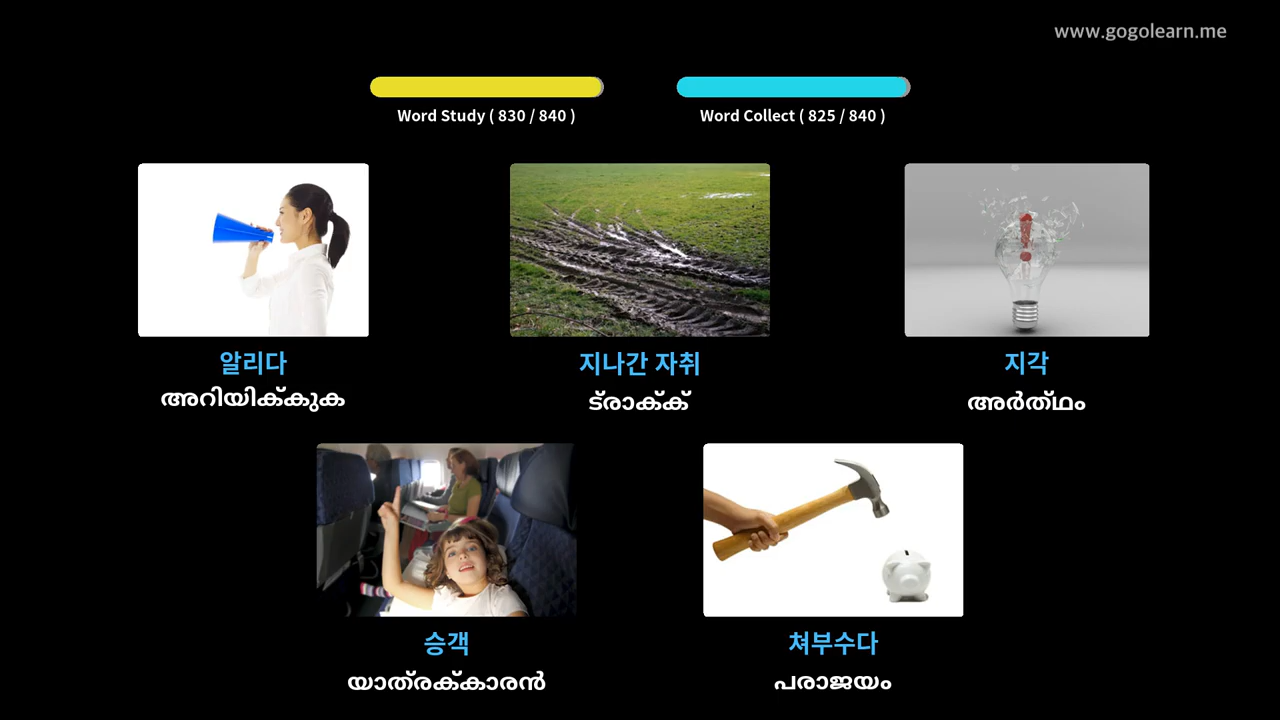 www.gogolearn.me
Word Study ( 830 / 840 )
Word Collect ( 825 / 840 )
알리다
അറിയിക്കുക
지나간 자취
ട്രാക്ക്
지각
അർത്ഥം
승객
യാത്രക്കാരൻ
쳐부수다
പരാജയം